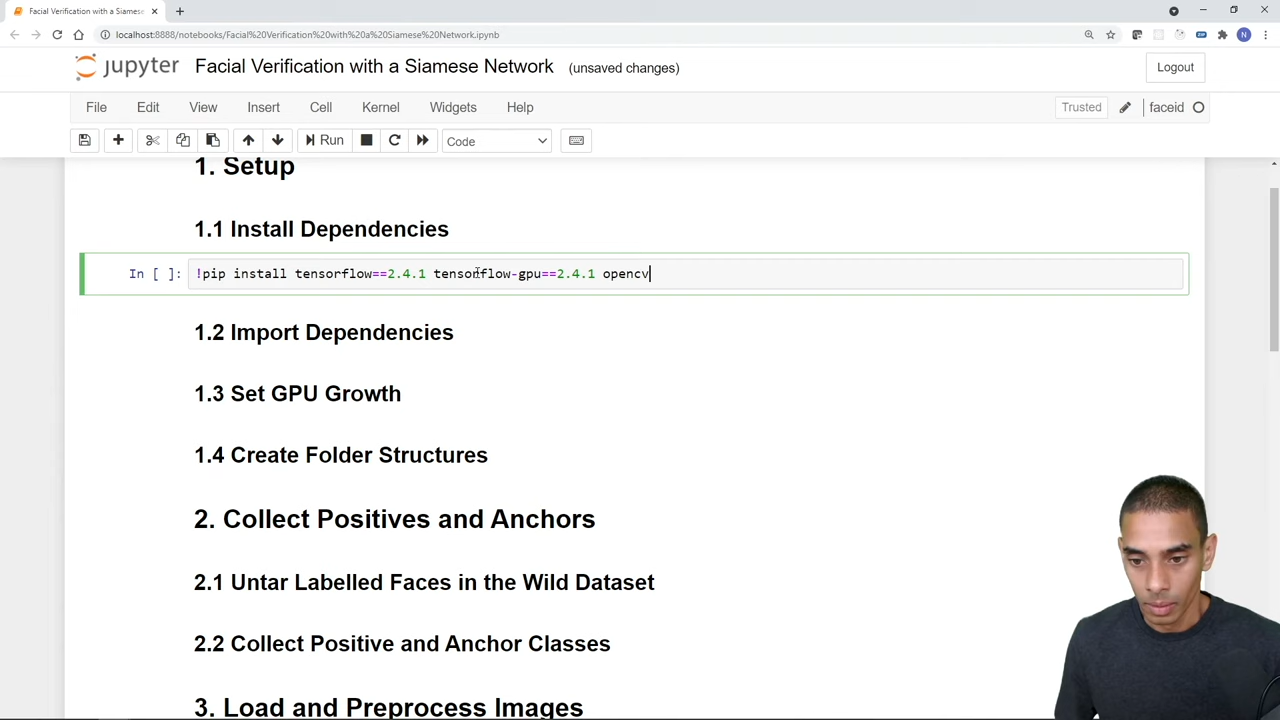 Facial Verification with a Siamese
localhost:8888/notebooks/Facial%20Verification%20with%20a%20Siamese%20Network.ipynb
N
jupyter Facial Verification with a Siamese Network (unsaved changes) Logout
File Edit View Insert Cell Kernel Widgets Help Trusted faceid
Run Code
1. Setup
1.1 Install Dependencies
In [ ]: !pip install tensorflow==2.4.1 tensorflow-gpu==2.4.1 opencv
1.2 Import Dependencies
1.3 Set GPU Growth
1.4 Create Folder Structures
2. Collect Positives and Anchors
2.1 Untar Labelled Faces in the Wild Dataset
2.2 Collect Positive and Anchor Classes
3. Load and Preprocess Images